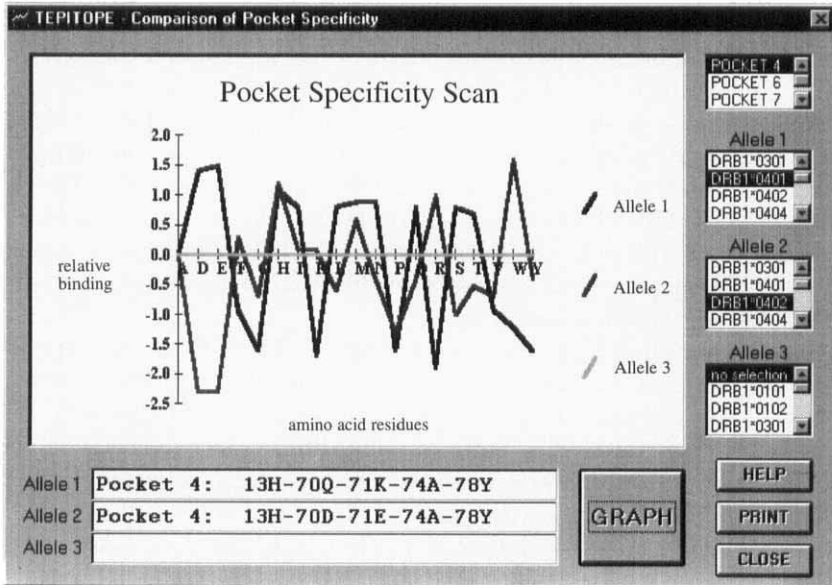 TEPITOPE - Comparison of Pocket Specificity
Pocket Specificity Scan
2.0
1.5
1.0
0.5
0.0
-0.5
-1.0
-1.5
-2.0
-2.5
relative
binding
A D E F G H I K L M N P Q R S T V W Y
amino acid residues
Allele 1
Allele 2
Allele 3
POCKET 4
POCKET 6
POCKET 7
Allele 1
DRB1*0301
DRB1*0401
DRB1*0402
DRB1*0404
Allele 2
DRB1*0301
DRB1*0401
DRB1*0402
DRB1*0404
Allele 3
no selection
DRB1*0101
DRB1*0102
DRB1*0301
Allele 1 Pocket 4: 13H-70Q-71K-74A-78Y
Allele 2 Pocket 4: 13H-70D-71E-74A-78Y
Allele 3
GRAPH
HELP
PRINT
CLOSE